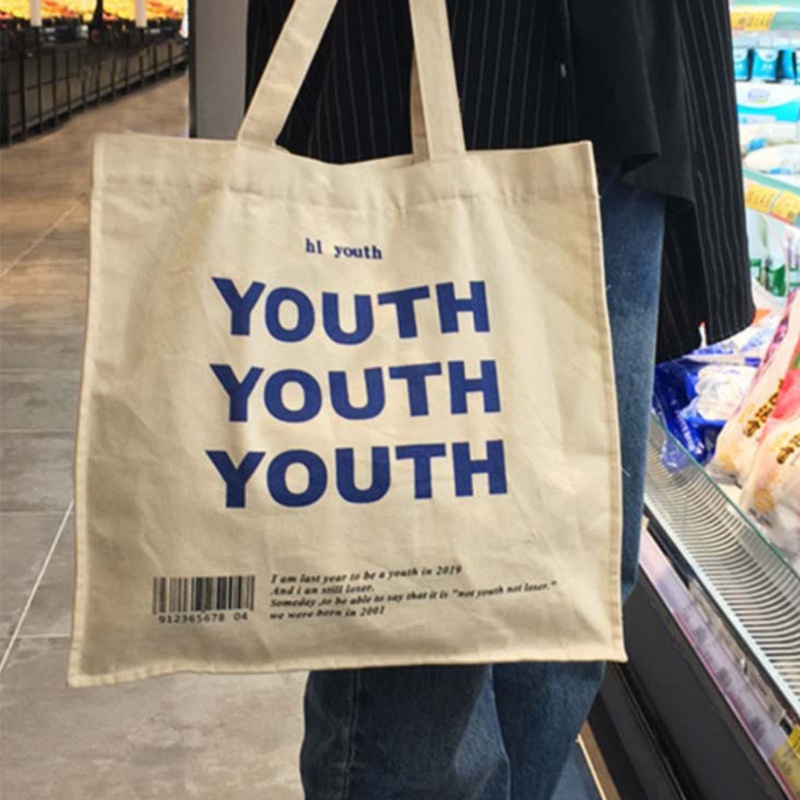 hi youth
YOUTH
YOUTH
YOUTH
I am last year to be a youth in 2019
And i an still loser.
Someday ,to be able to say that it is "not youth not loser."
we were born in 2001
912365678 04